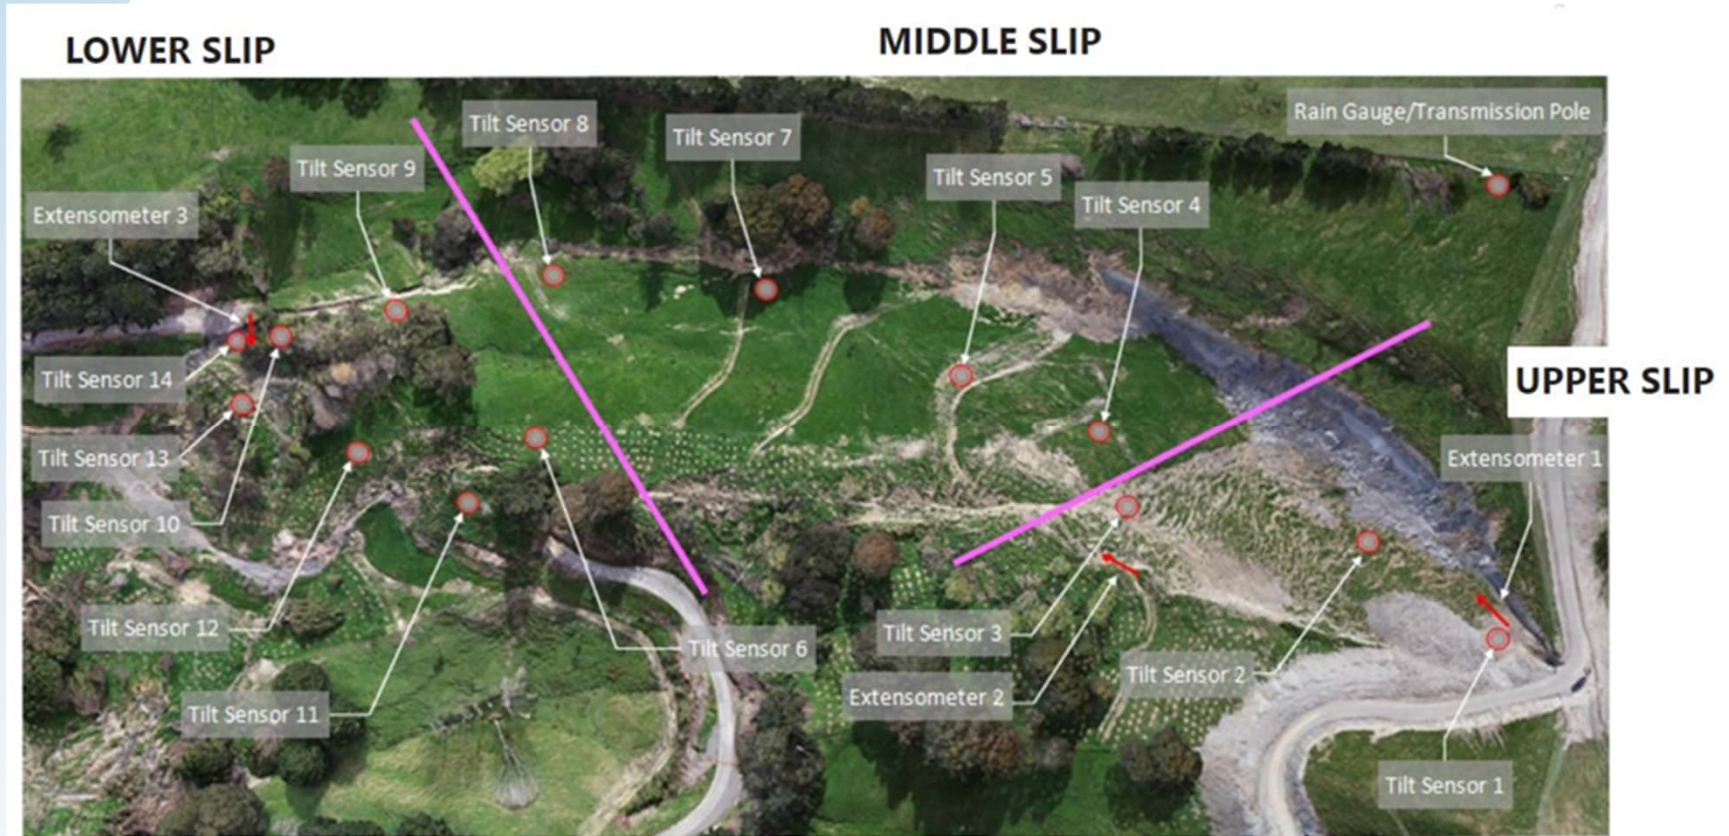 LOWER SLIP
MIDDLE SLIP
Rain Gauge/Transmission Pole
Tilt Sensor 8
Tilt Sensor 7
Tilt Sensor 9
Tilt Sensor 5
Tilt Sensor 4
Extensometer 3
UPPER SLIP
Tilt Sensor 14
Tilt Sensor 13
Extensometer 1
Tilt Sensor 10
Tilt Sensor 12
Tilt Sensor 6
Tilt Sensor 3
Tilt Sensor 2
Extensometer 2
Tilt Sensor 11
Tilt Sensor 1